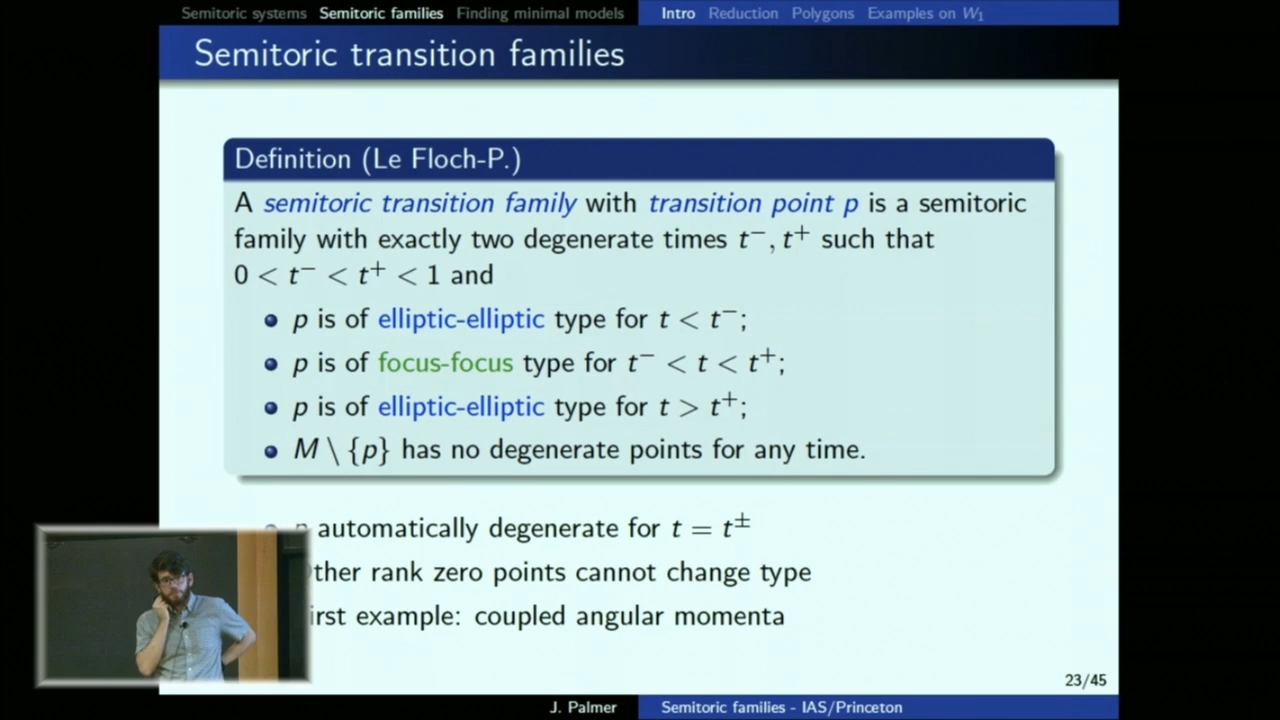 Semitoric systems Semitoric families Finding minimal models Intro Reduction Polygons Examples on W₁
Semitoric transition families
Definition (Le Floch-P.)
A semitoric transition family with transition point p is a semitoric
family with exactly two degenerate times t⁻, t⁺ such that
0 < t⁻ < t⁺ < 1 and
• p is of elliptic-elliptic type for t < t⁻;
• p is of focus-focus type for t⁻ < t < t⁺;
• p is of elliptic-elliptic type for t > t⁺;
• M \ {p} has no degenerate points for any time.
automatically degenerate for t = t±
ther rank zero points cannot change type
irst example: coupled angular momenta
23/45
J. Palmer Semitoric families - IAS/Princeton